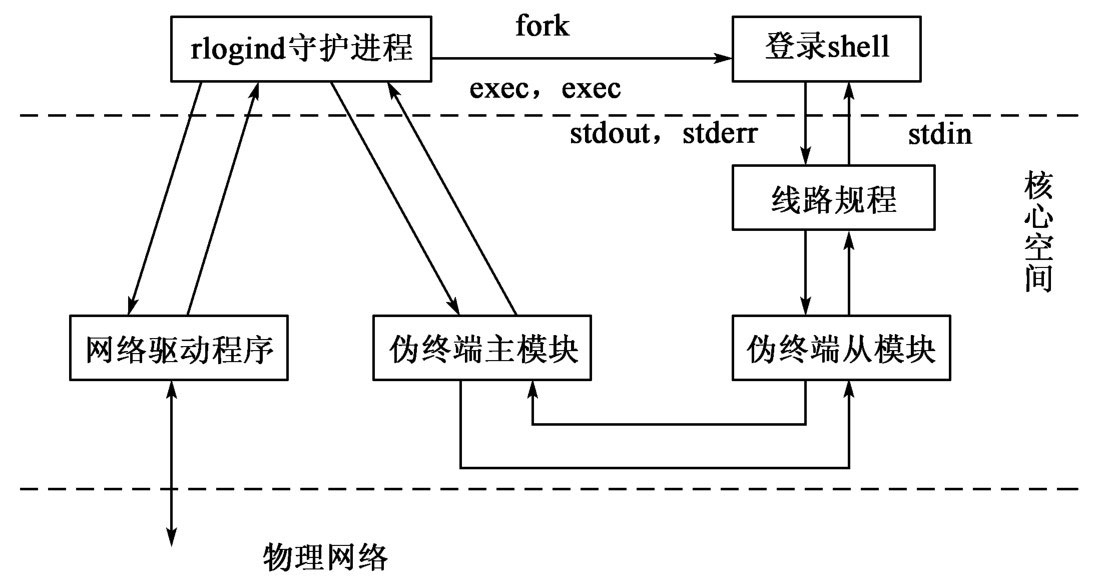 rlogind守护进程
fork
exec，exec
登录shell
stdout，stderr
stdin
线路规程
核心空间
网络驱动程序
伪终端主模块
伪终端从模块
物理网络